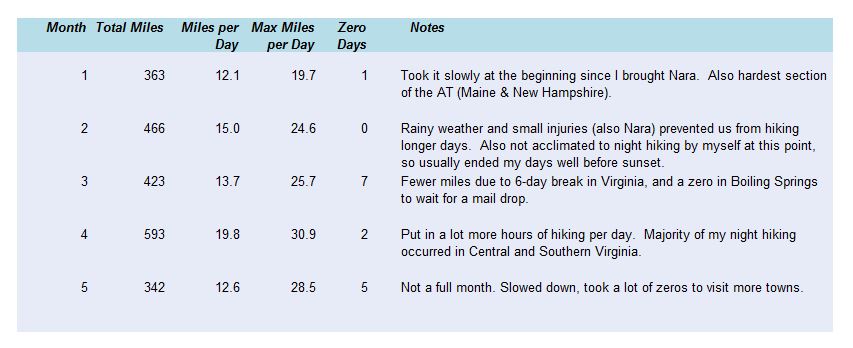 Month Total Miles Miles per Day Max Miles per Day Zero Days Notes
1 363 12.1 19.7 1 Took it slowly at the beginning since I brought Nara. Also hardest section
of the AT (Maine & New Hampshire).
2 466 15.0 24.6 0 Rainy weather and small injuries (also Nara) prevented us from hiking
longer days. Also not acclimated to night hiking by myself at this point,
so usually ended my days well before sunset.
3 423 13.7 25.7 7 Fewer miles due to 6-day break in Virginia, and a zero in Boiling Springs
to wait for a mail drop.
4 593 19.8 30.9 2 Put in a lot more hours of hiking per day. Majority of my night hiking
occurred in Central and Southern Virginia.
5 342 12.6 28.5 5 Not a full month. Slowed down, took a lot of zeros to visit more towns.